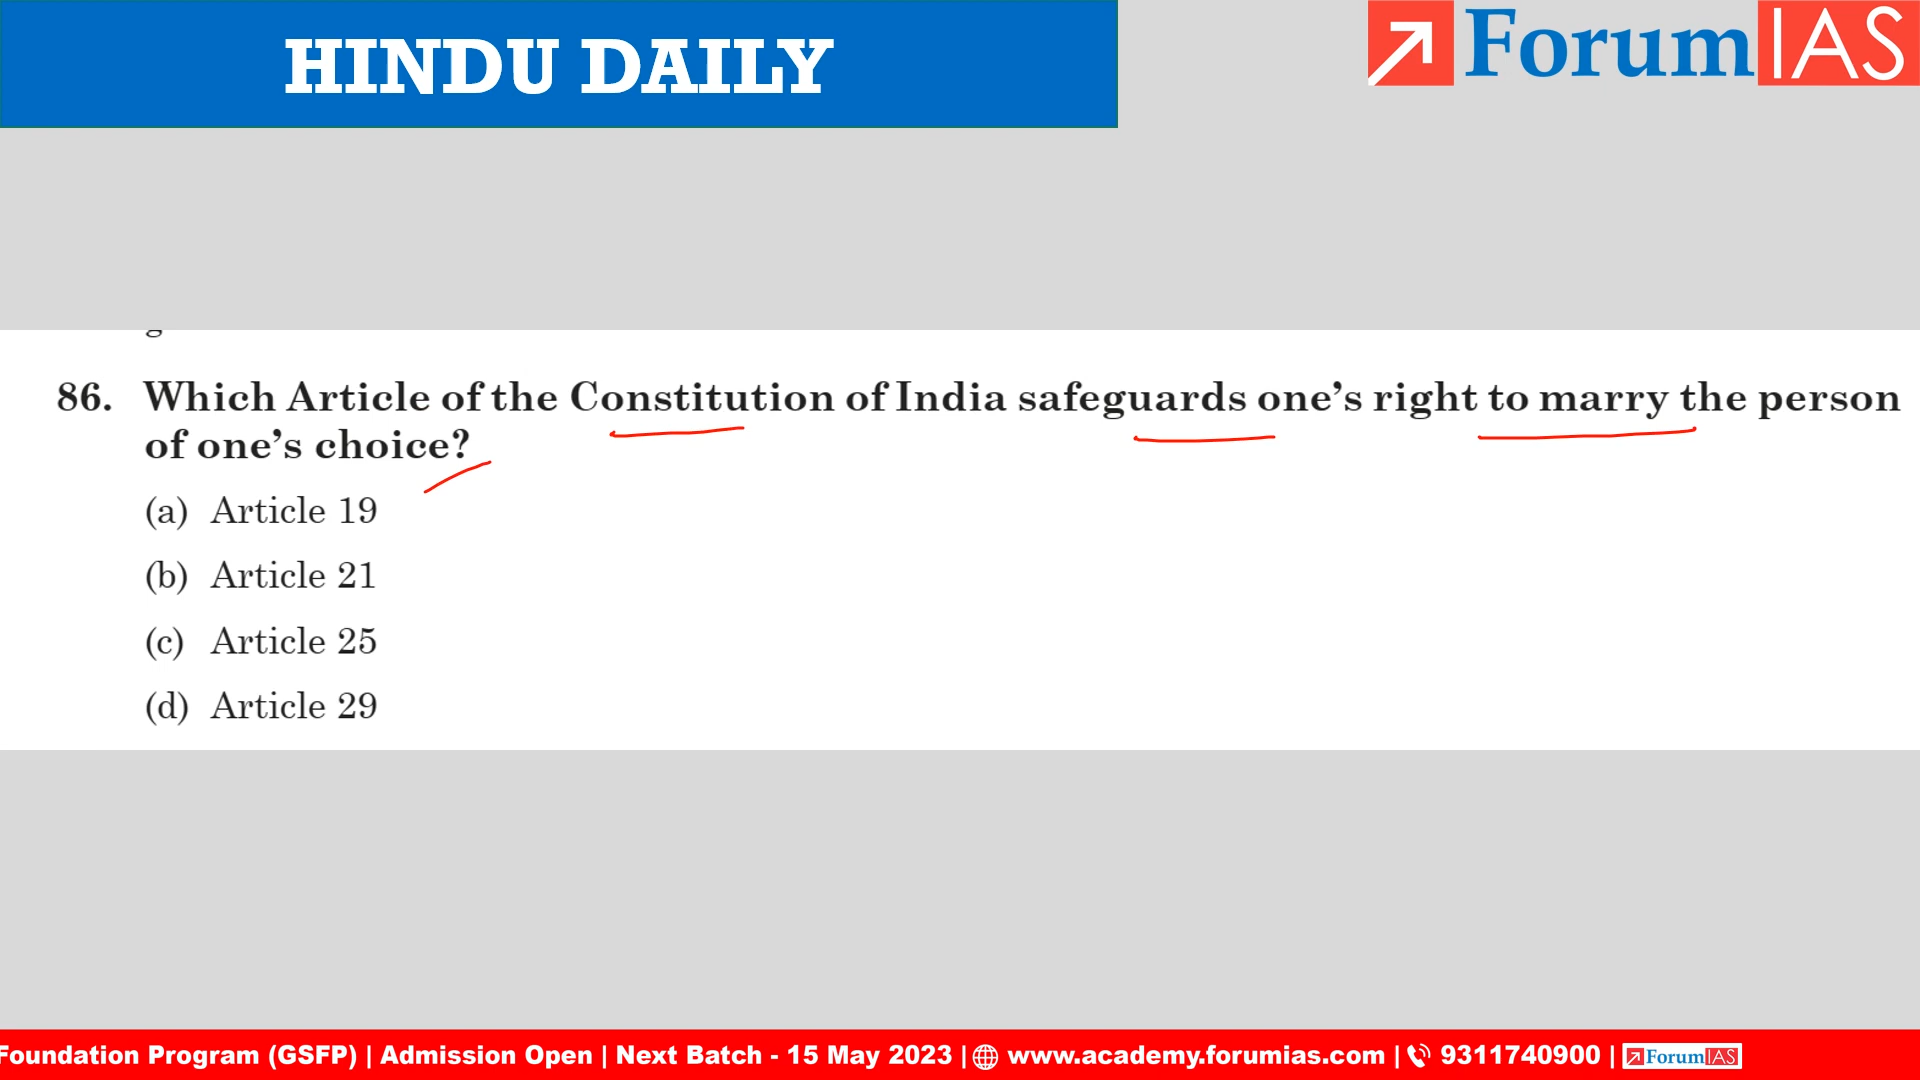 HINDU DAILY
ForumIAS
86. Which Article of the Constitution of India safeguards one’s right to marry the person
of one’s choice?
(a) Article 19
(b) Article 21
(c) Article 25
(d) Article 29
Foundation Program (GSFP) | Admission Open | Next Batch - 15 May 2023 | www.academy.forumias.com | 9311740900 | ForumIAS